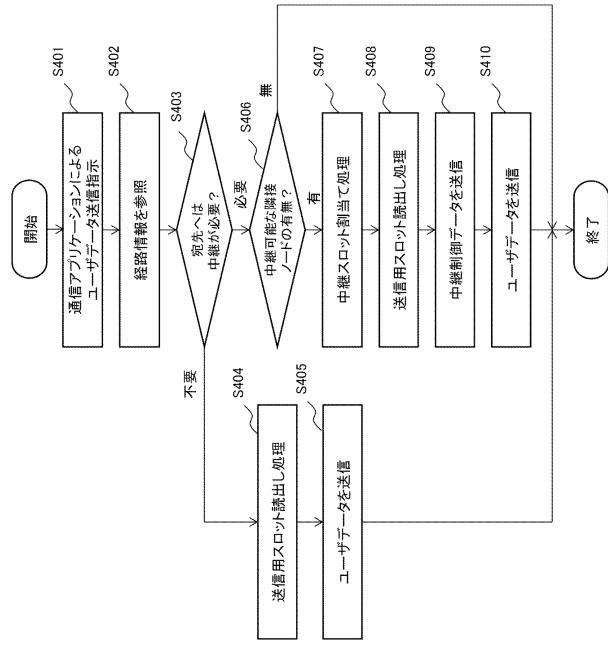 開始
S401
通信アプリケーションによる
ユーザデータ送信指示
S402
経路情報を参照
S403
宛先へは
中継が必要？
不要
必要
S404
送信用スロット読出し処理
S405
ユーザデータを送信
S406
中継可能な隣接
ノードの有無？
無
有
S407
中継スロット割当て処理
S408
送信用スロット読出し処理
S409
中継制御データを送信
S410
ユーザデータを送信
終了